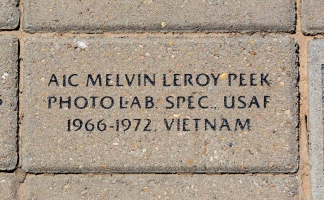 A1C MELVIN LEROY PEEK
PHOTO LAB. SPEC., USAF
1966-1972, VIETNAM